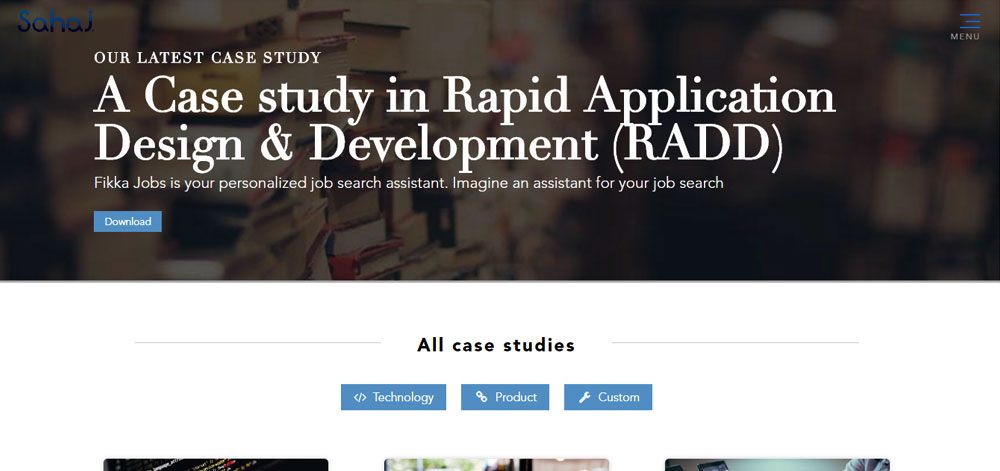 Sahaj
MENU
OUR LATEST CASE STUDY
A Case study in Rapid Application
Design & Development (RADD)
Fikka Jobs is your personalized job search assistant. Imagine an assistant for your job search
Download
All case studies
Technology
Product
Custom